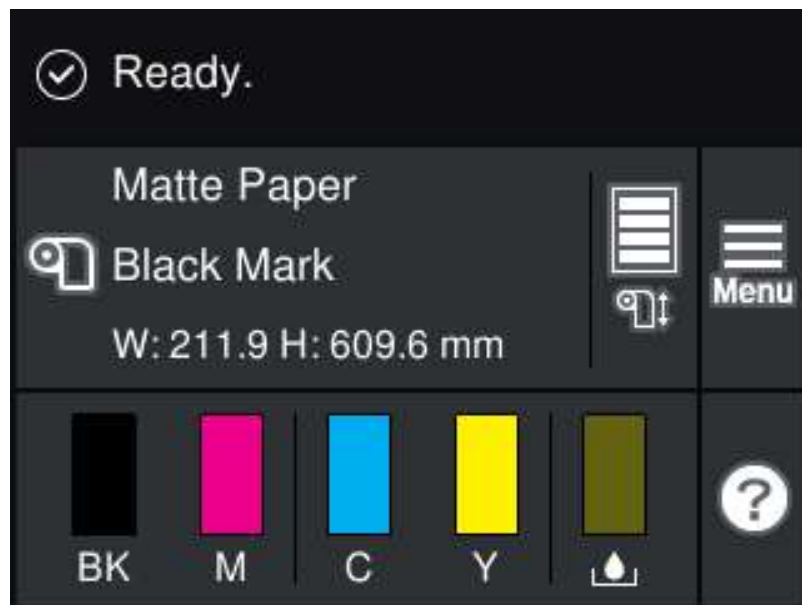 Ready.
Matte Paper
Black Mark
W: 211.9 H: 609.6 mm
Menu
BK M C Y
?